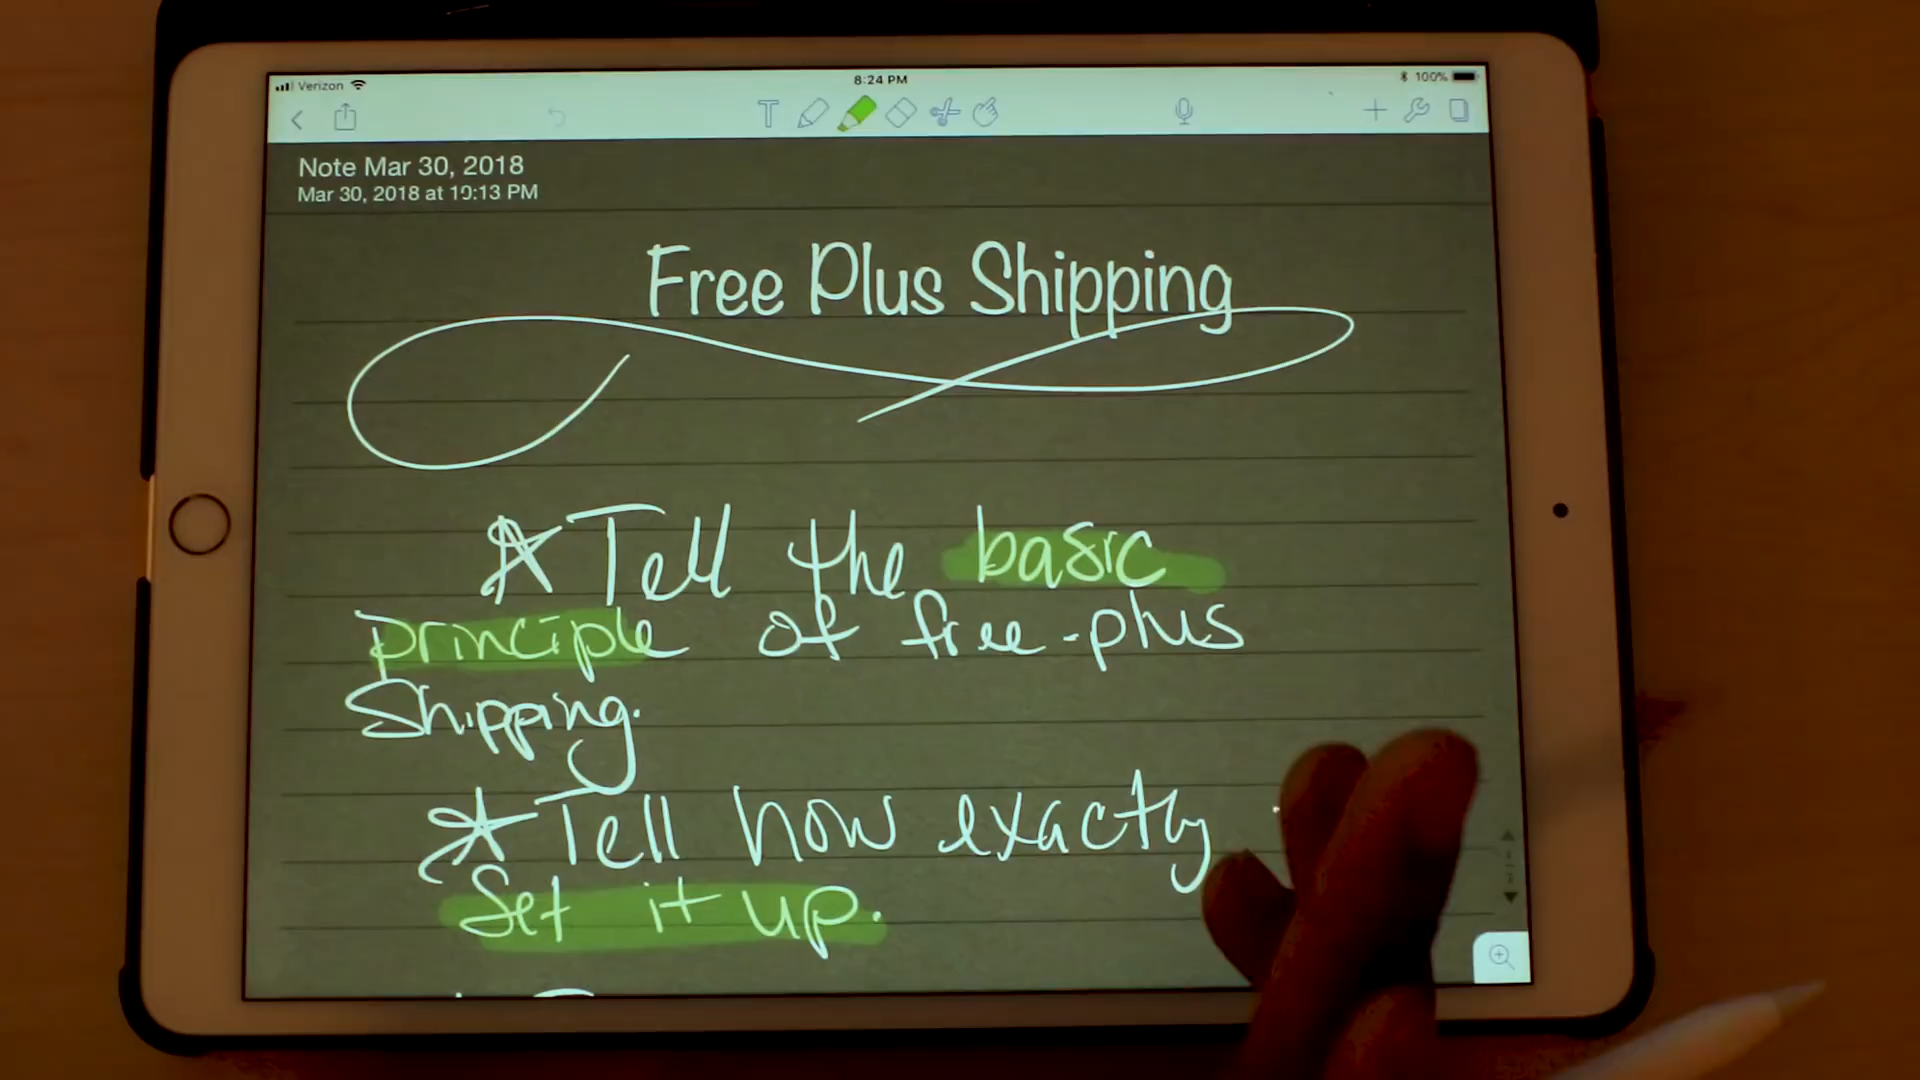 Verizon 8:24 PM 100%
Note Mar 30, 2018
Mar 30, 2018 at 10:13 PM
Free Plus Shipping
Tell the basic
principle of free-plus
Shipping.
Tell how exactly
Set it up.